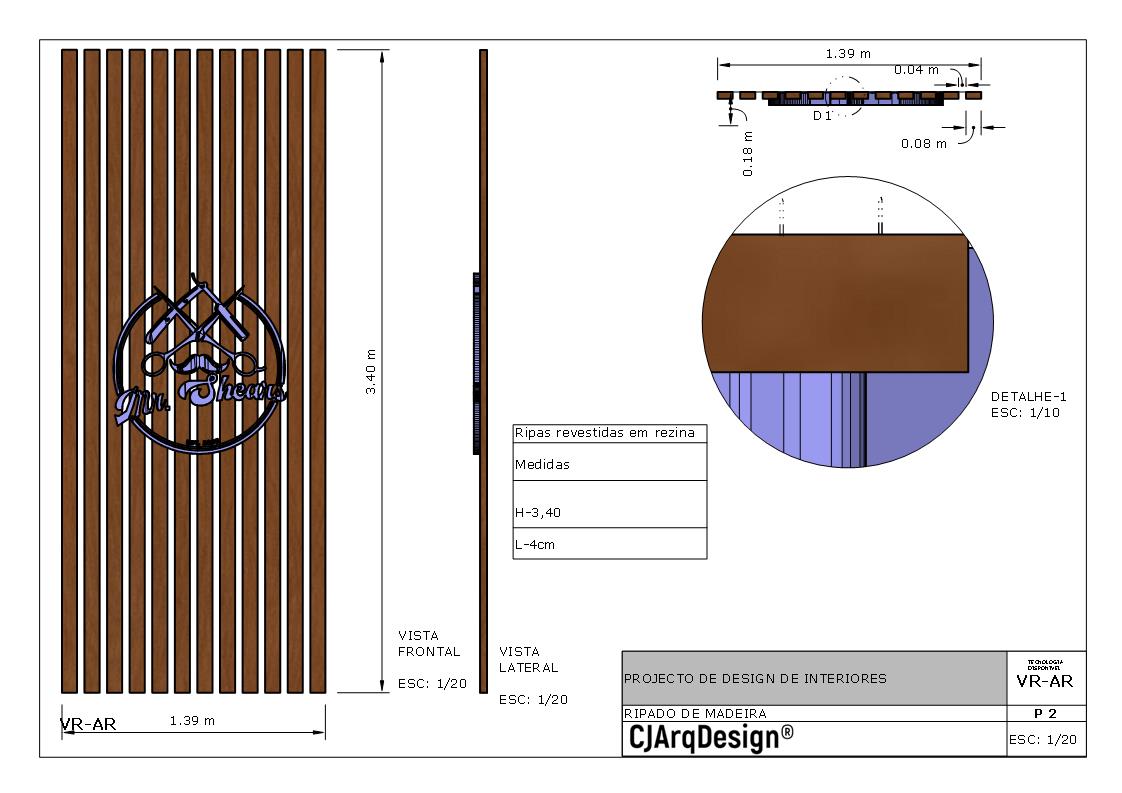 1.39 m
0.04 m
D1
0.18 m
0.08 m
3.40 m
Mr. Shears
DETALHE-1
ESC: 1/10
Ripas revestidas em rezina
Medidas
H-3,40
L-4cm
VISTA
FRONTAL
ESC: 1/20
VISTA
LATERAL
ESC: 1/20
VR-AR
1.39 m
PROJECTO DE DESIGN DE INTERIORES
TECNOLOGIA
DISPONTVEL
VR-AR
RIPADO DE MADEIRA
P 2
CJArqDesign®
ESC: 1/20